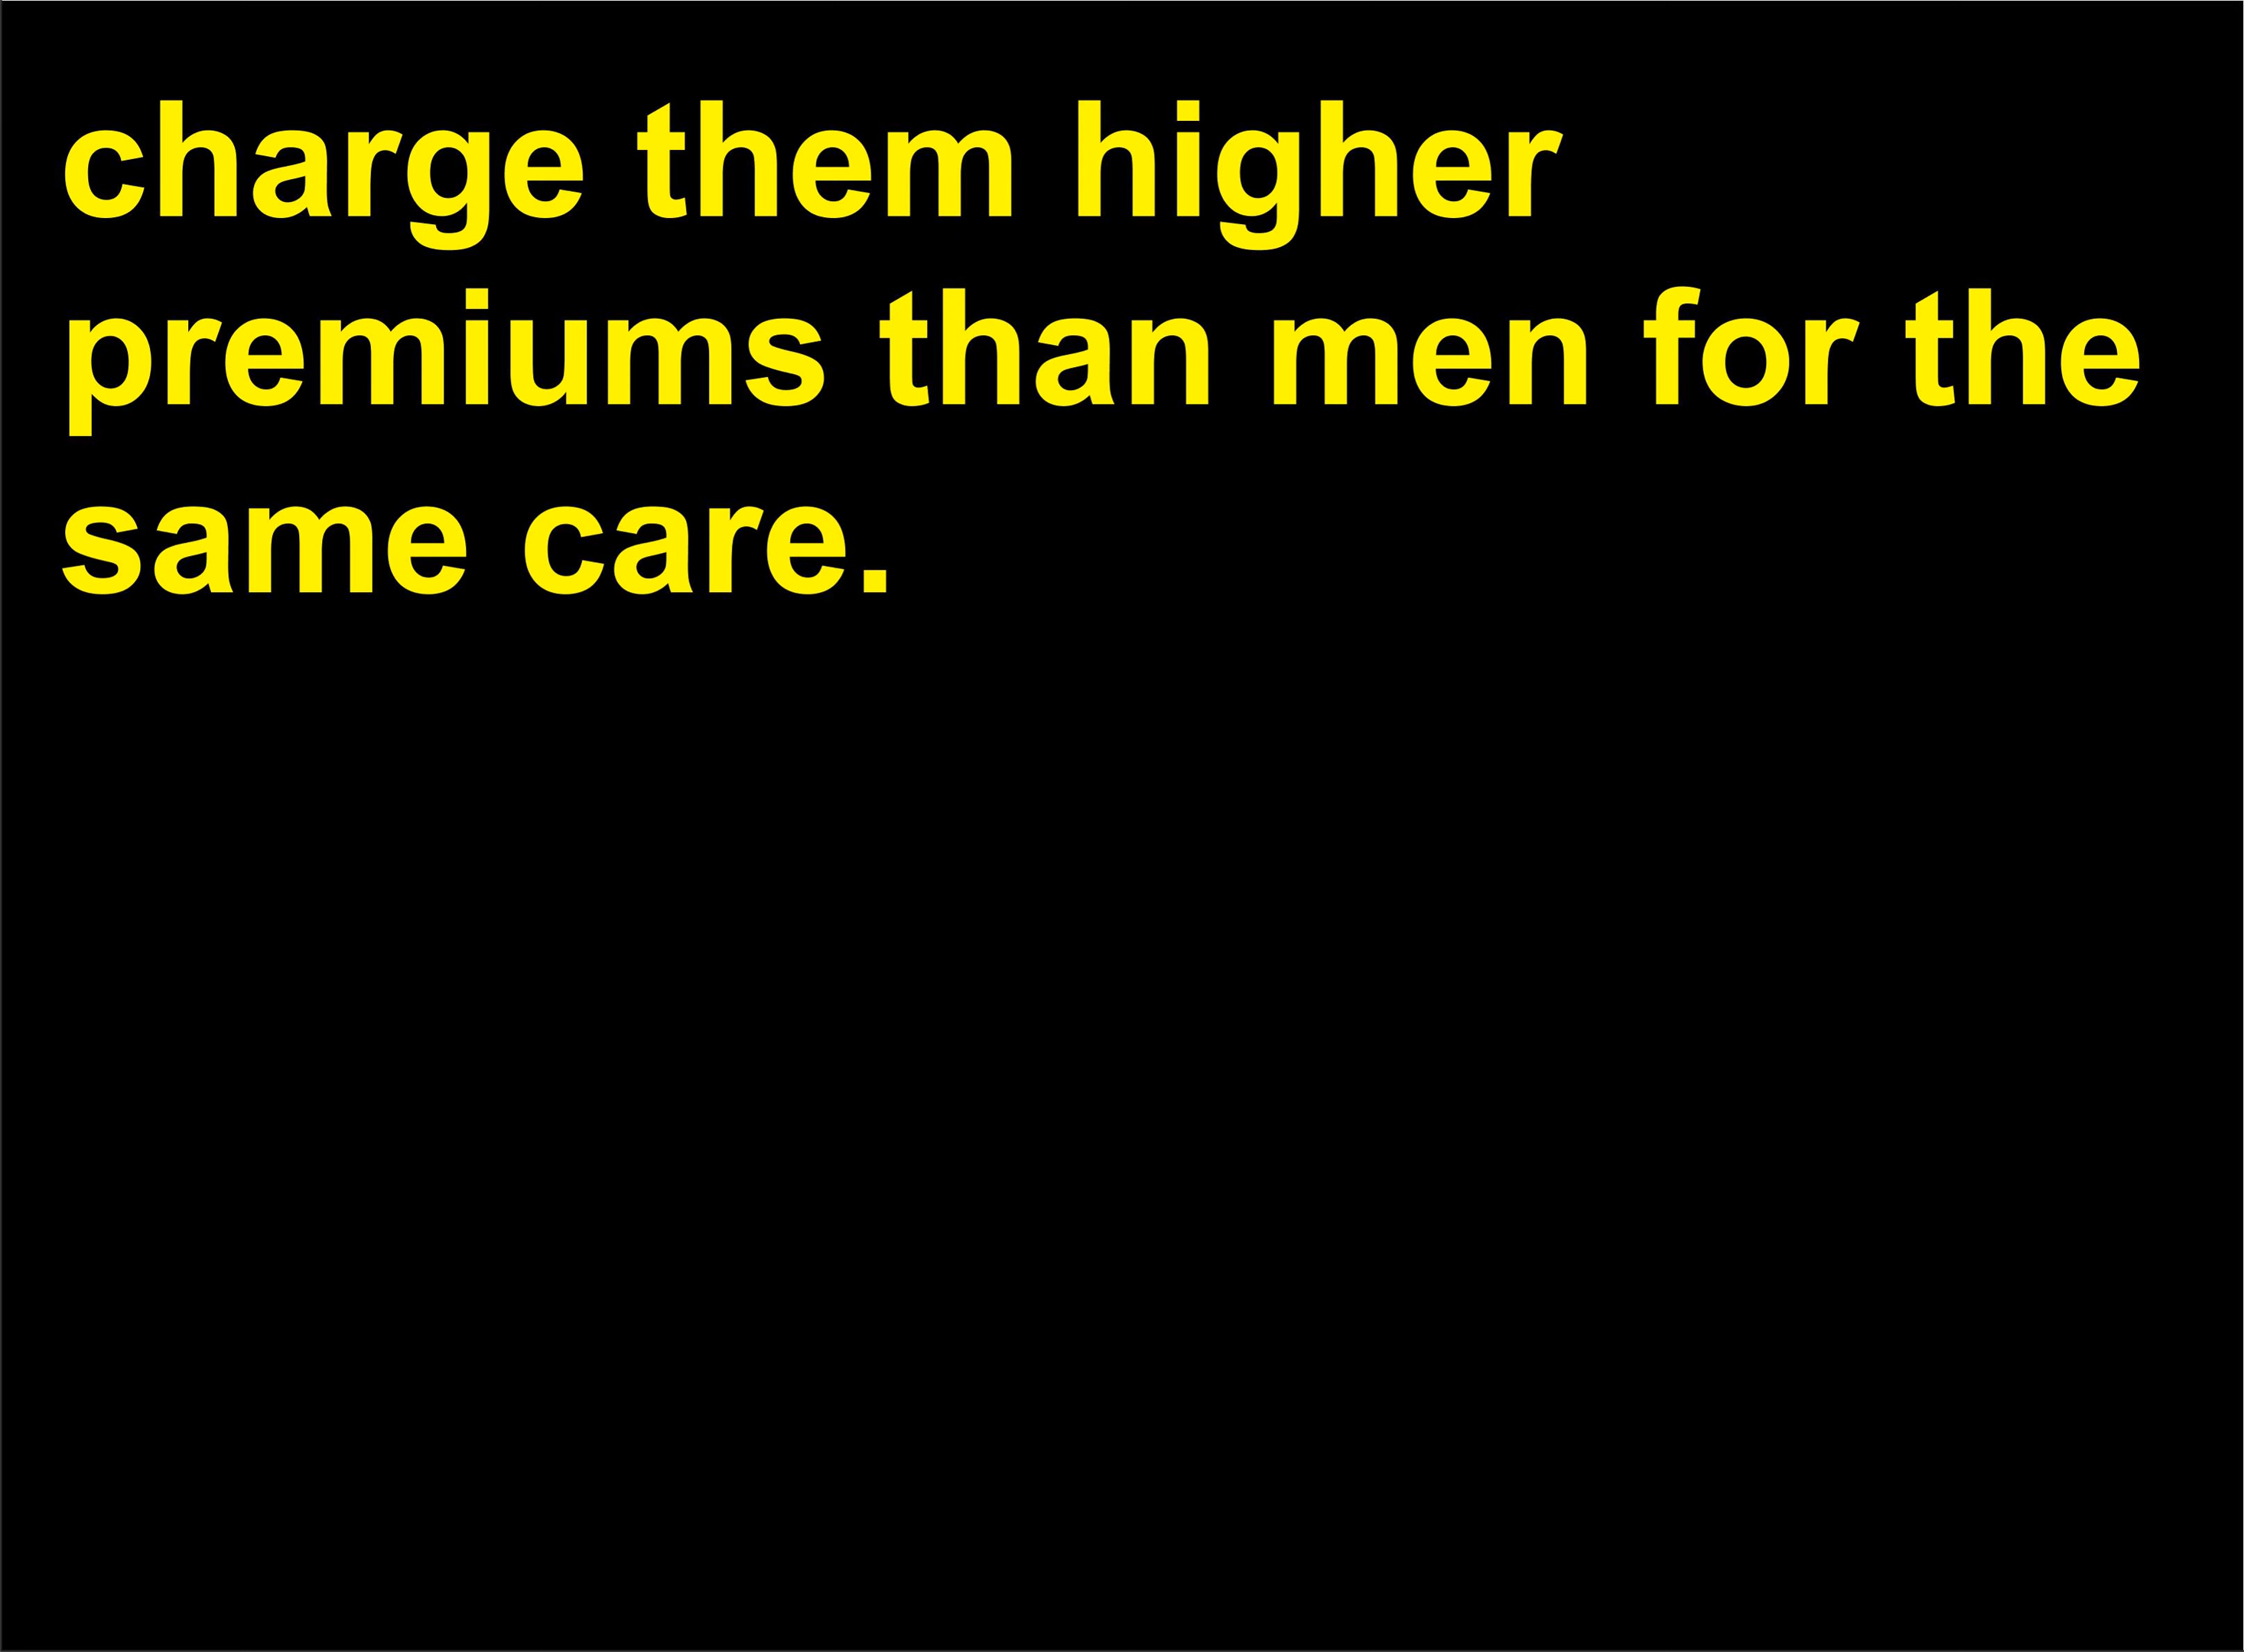 charge them higher
premiums than men for the
same care.